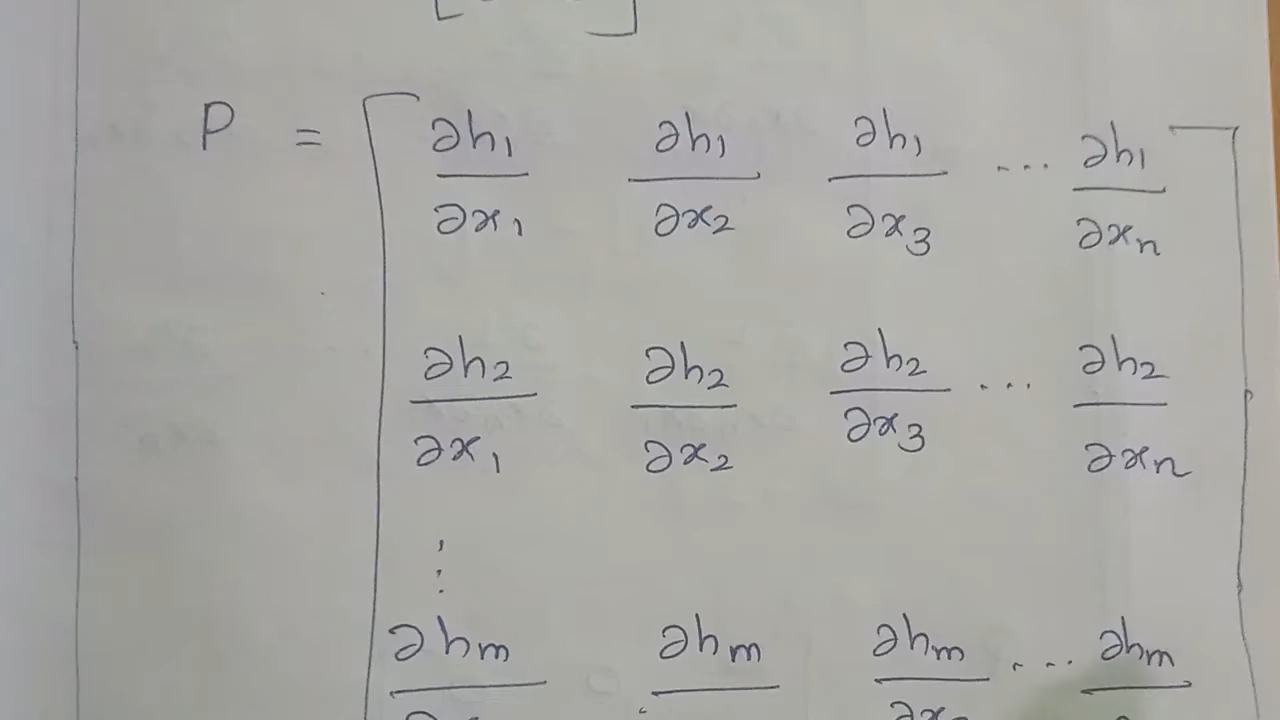 P = [ ∂h₁/∂x₁ ∂h₁/∂x₂ ∂h₁/∂x₃ ... ∂h₁/∂xₙ ]
∂h₂/∂x₁ ∂h₂/∂x₂ ∂h₂/∂x₃ ... ∂h₂/∂xₙ
⋮
∂hₘ ∂hₘ ∂hₘ ... ∂hₘ